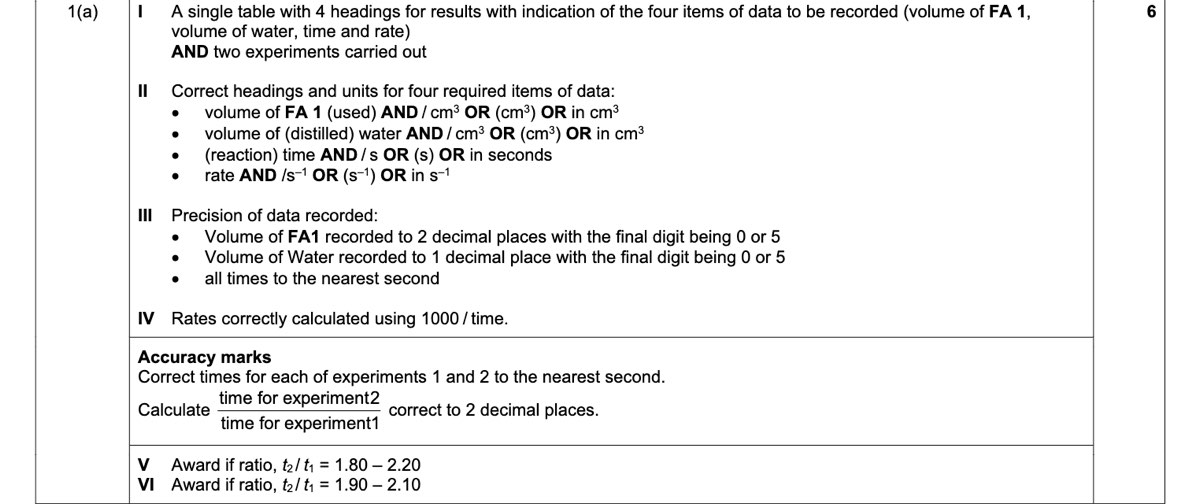 1(a) I A single table with 4 headings for results with indication of the four items of data to be recorded (volume of FA 1, 6
volume of water, time and rate)
AND two experiments carried out
II Correct headings and units for four required items of data:
• volume of FA 1 (used) AND / cm³ OR (cm³) OR in cm³
• volume of (distilled) water AND / cm³ OR (cm³) OR in cm³
• (reaction) time AND / s OR (s) OR in seconds
• rate AND /s⁻¹ OR (s⁻¹) OR in s⁻¹
III Precision of data recorded:
• Volume of FA1 recorded to 2 decimal places with the final digit being 0 or 5
• Volume of Water recorded to 1 decimal place with the final digit being 0 or 5
• all times to the nearest second
IV Rates correctly calculated using 1000 / time.
Accuracy marks
Correct times for each of experiments 1 and 2 to the nearest second.
time for experiment2
Calculate correct to 2 decimal places.
time for experiment1
V Award if ratio, t₂/ t₁ = 1.80 – 2.20
VI Award if ratio, t₂/ t₁ = 1.90 – 2.10